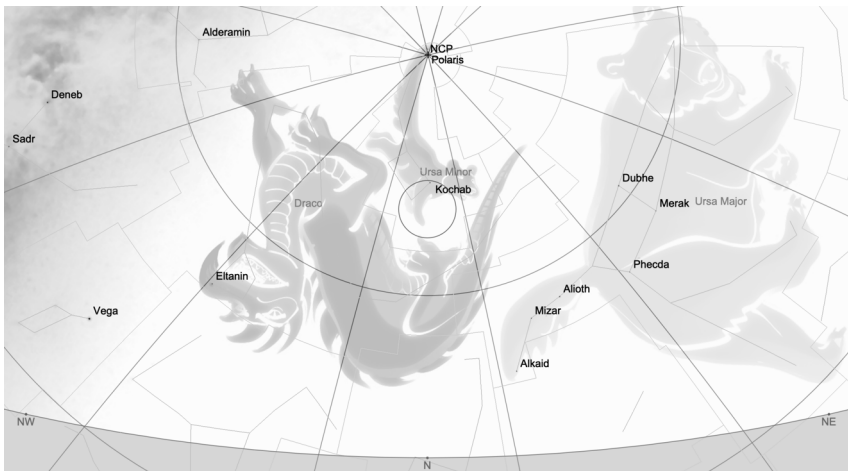 Alderamin
NCP
Polaris
Deneb
Sadr
Ursa Minor
Kochab
Dubhe
Merak
Ursa Major
Draco
Phecda
Eltanin
Alioth
Vega
Mizar
Alkaid
NW
NE
N